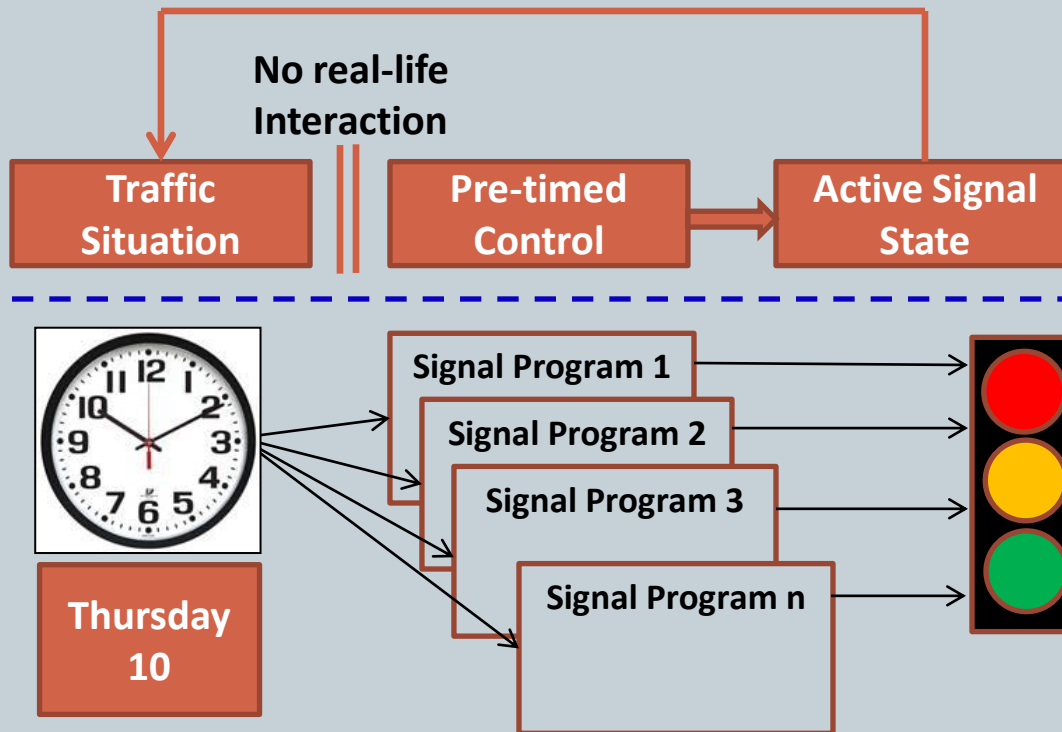 No real-life
Interaction
Traffic
Situation
Pre-timed
Control
Active Signal
State
12
1
2
3
4
5
6
7
8
9
10
11
Thursday
10
Signal Program 1
Signal Program 2
Signal Program 3
Signal Program n